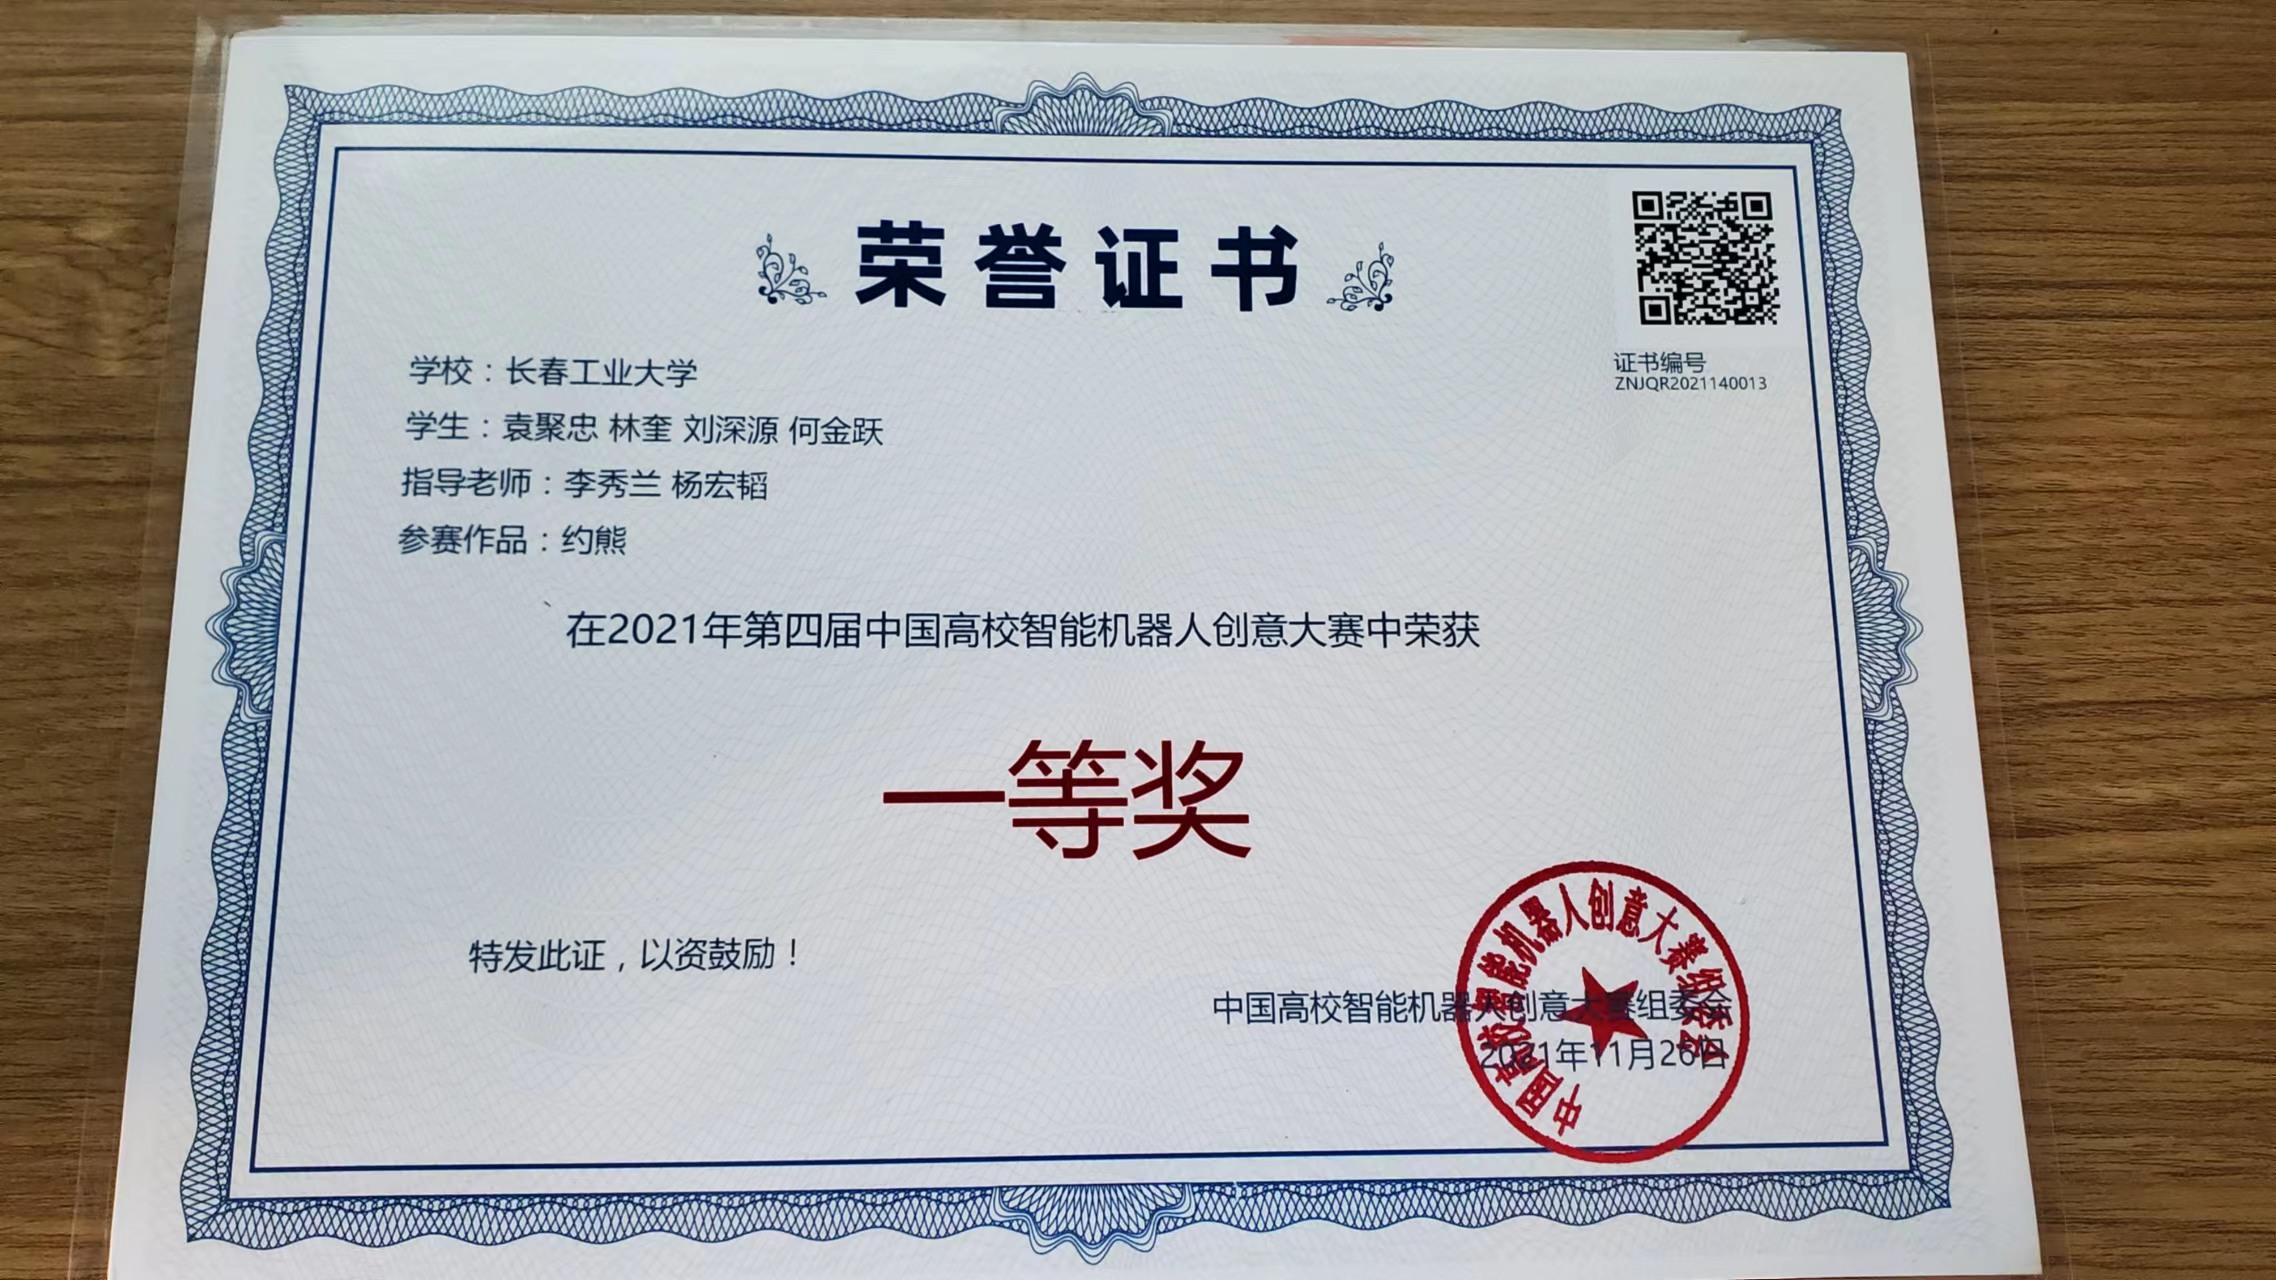 荣誉证书
证书编号
ZNJQR2021140013
学校：长春工业大学
学生：袁聚忠 林奎 刘深源 何金跃
指导老师：李秀兰 杨宏韬
参赛作品：约熊
在2021年第四届中国高校智能机器人创意大赛中荣获
一等奖
特发此证，以资鼓励！
中国高校智能机器人创意大赛组委会
2021年11月26日
中国高校智能机器人创意大赛组委会